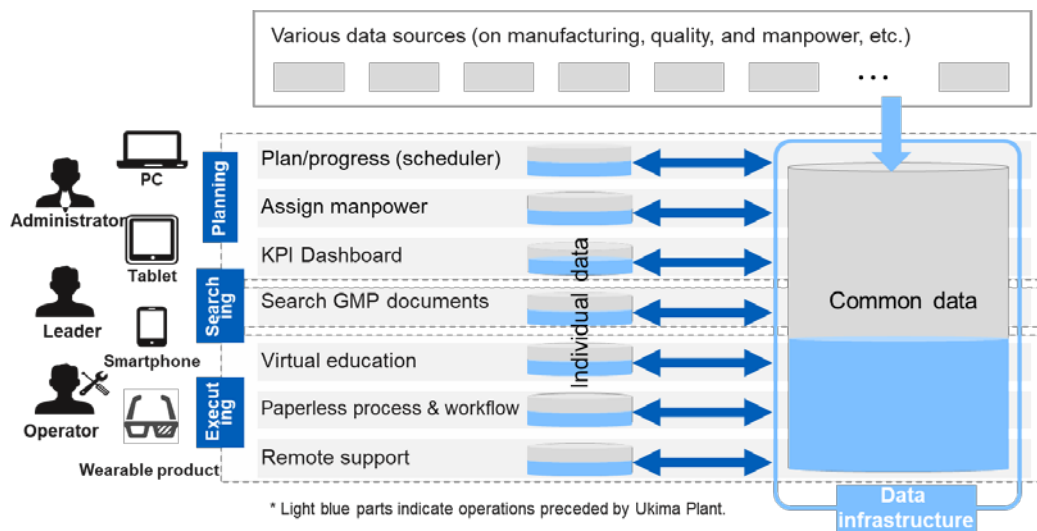 Various data sources (on manufacturing, quality, and manpower, etc.)
...
PC
Administrator
Tablet
Leader
Smartphone
Operator
Wearable product
Planning
Plan/progress (scheduler)
Assign manpower
KPI Dashboard
Search
ing
Search GMP documents
Execut
ing
Virtual education
Paperless process & workflow
Remote support
Individual data
Common data
Data
infrastructure
* Light blue parts indicate operations preceded by Ukima Plant.